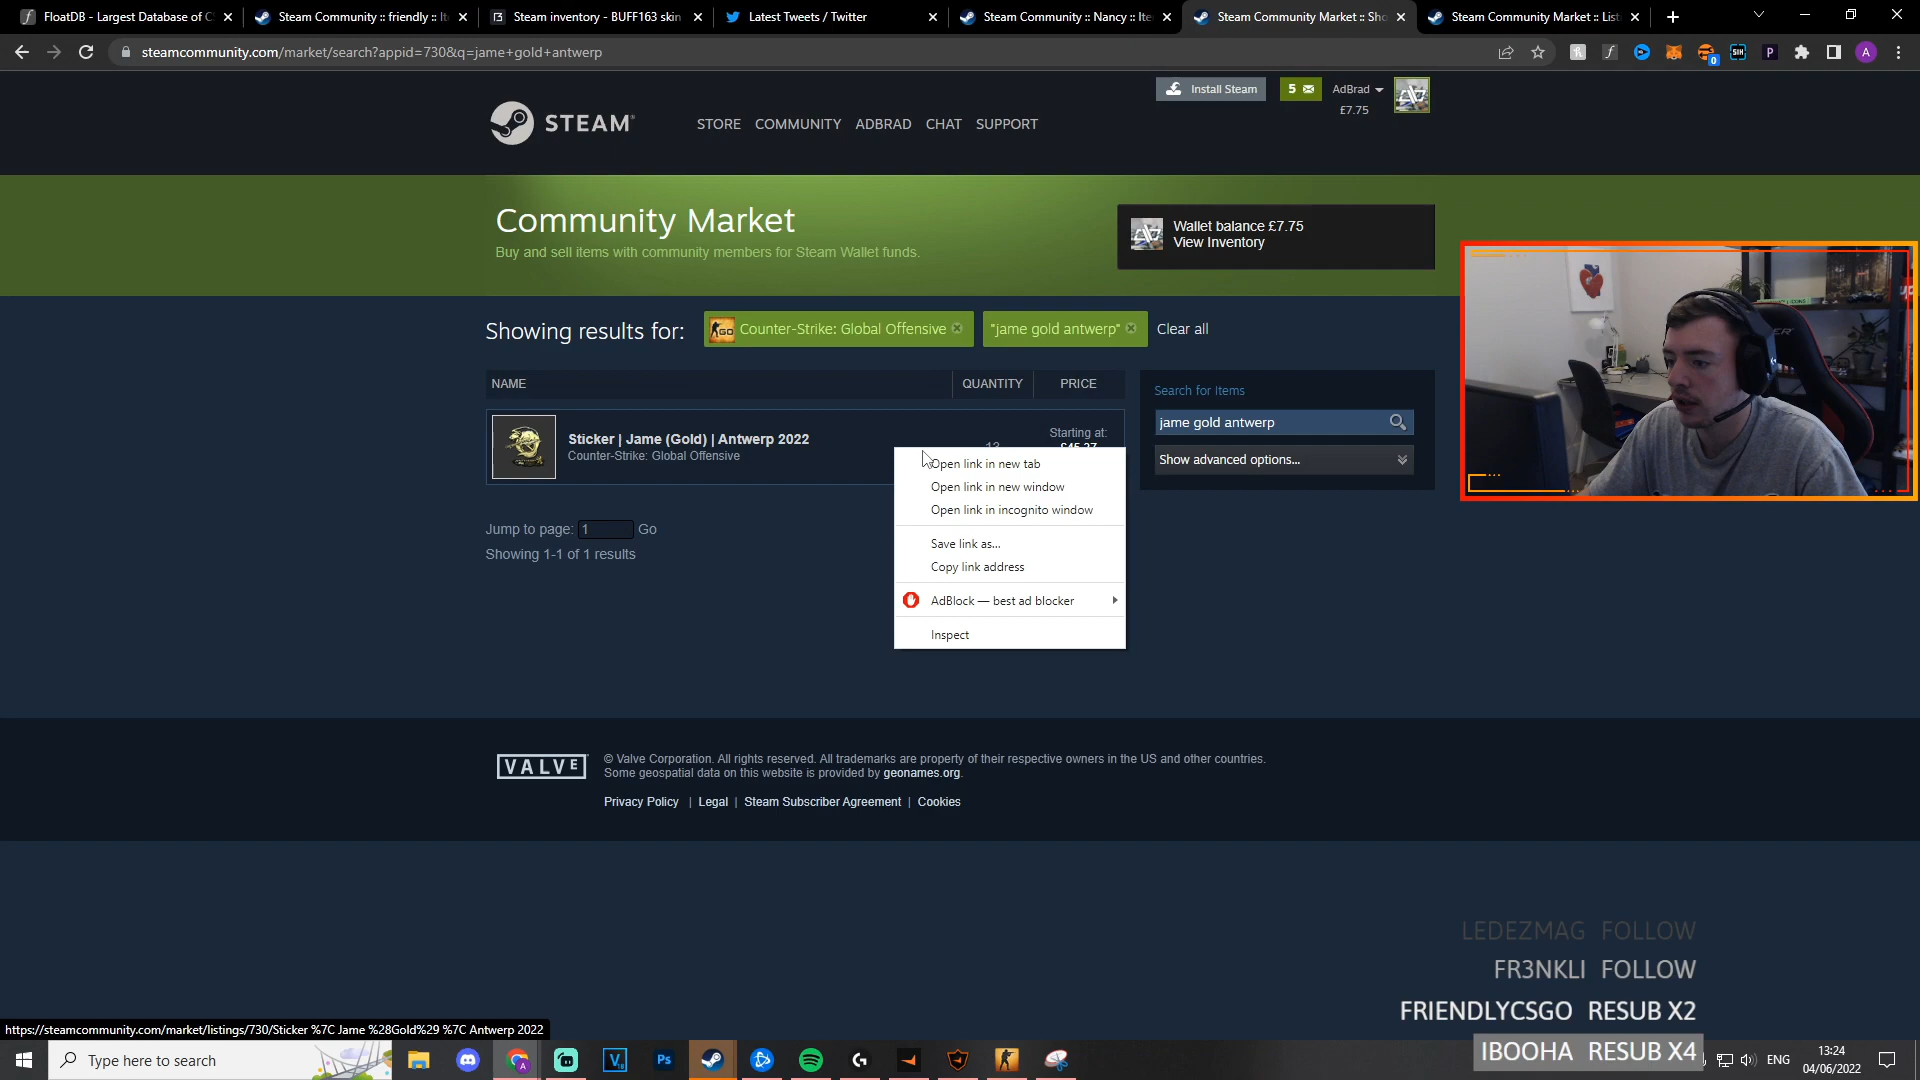 FloatDB - Largest Database of C
Steam Community :: friendly :: It
Steam inventory - BUFF163 skin
Latest Tweets / Twitter
Steam Community :: Nancy :: Ite
Steam Community Market :: Sho
Steam Community Market :: List
steamcommunity.com/market/search?appid=730&q=jame+gold+antwerp
Install Steam
5
AdBrad
£7.75
STEAM
STORE COMMUNITY ADBRAD CHAT SUPPORT
Community Market
Buy and sell items with community members for Steam Wallet funds.
Wallet balance £7.75
View Inventory
Showing results for:
Counter-Strike: Global Offensive
"jame gold antwerp"
Clear all
NAME QUANTITY PRICE
Sticker | Jame (Gold) | Antwerp 2022
Counter-Strike: Global Offensive
Starting at:
Search for Items
jame gold antwerp
Show advanced options...
Open link in new tab
Open link in new window
Open link in incognito window
Save link as...
Copy link address
AdBlock — best ad blocker
Inspect
Jump to page: 1 Go
Showing 1-1 of 1 results
VALVE
© Valve Corporation. All rights reserved. All trademarks are property of their respective owners in the US and other countries.
Some geospatial data on this website is provided by geonames.org.
Privacy Policy | Legal | Steam Subscriber Agreement | Cookies
LEDEZMAG FOLLOW
FR3NKLI FOLLOW
FRIENDLYCSGO RESUB X2
IBOOHA RESUB X4
https://steamcommunity.com/market/listings/730/Sticker %7C Jame %28Gold%29 %7C Antwerp 2022
Type here to search
ENG
13:24
04/06/2022